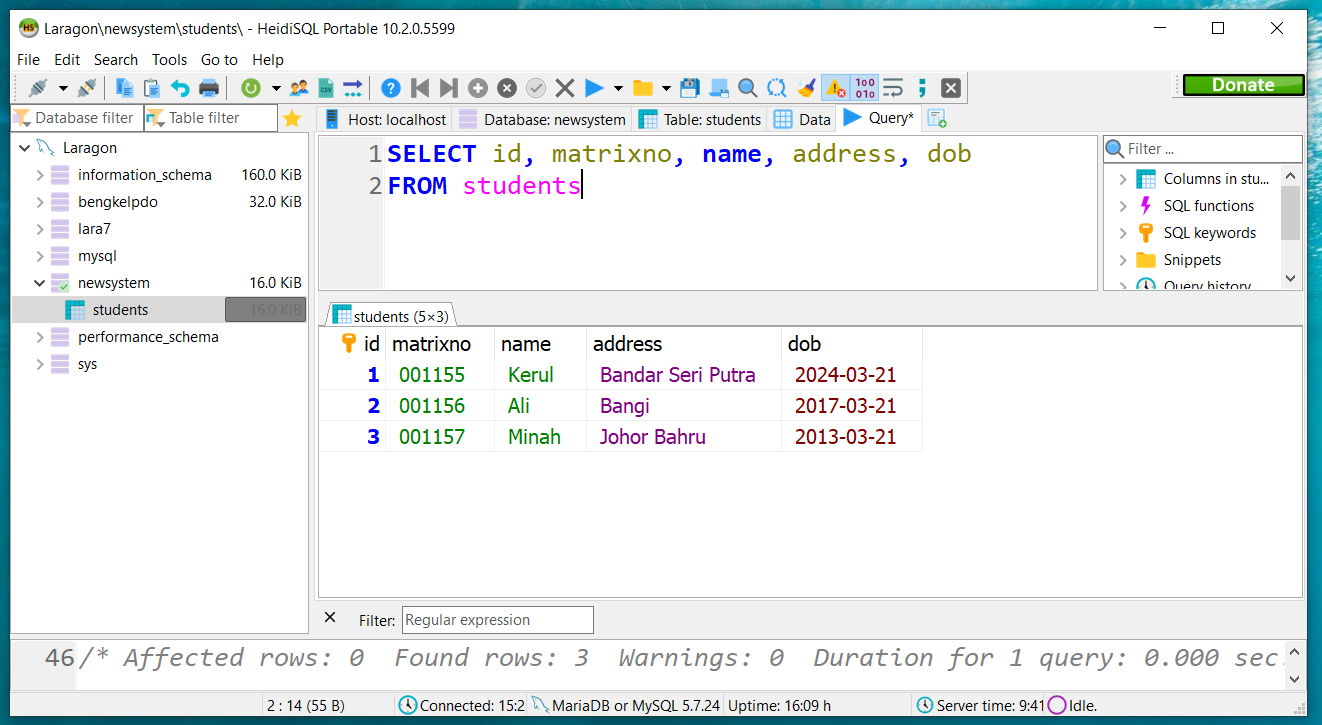 Laragon\newsystem\students\ - HeidiSQL Portable 10.2.0.5599
File Edit Search Tools Go to Help
Donate
Database filter Table filter
Host: localhost Database: newsystem Table: students Data Query*
Laragon
information_schema 160.0 KiB
bengkelpdo 32.0 KiB
lara7
mysql
newsystem 16.0 KiB
students 16.0 KiB
performance_schema
sys
1 SELECT id, matrixno, name, address, dob
2 FROM students
Filter ...
Columns in stu...
SQL functions
SQL keywords
Snippets
Query history
students (5×3)
id matrixno name address dob
1 001155 Kerul Bandar Seri Putra 2024-03-21
2 001156 Ali Bangi 2017-03-21
3 001157 Minah Johor Bahru 2013-03-21
Filter: Regular expression
46 /* Affected rows: 0 Found rows: 3 Warnings: 0 Duration for 1 query: 0.000 sec.
2 : 14 (55 B) Connected: 15:2 MariaDB or MySQL 5.7.24 Uptime: 16:09 h Server time: 9:41 Idle.